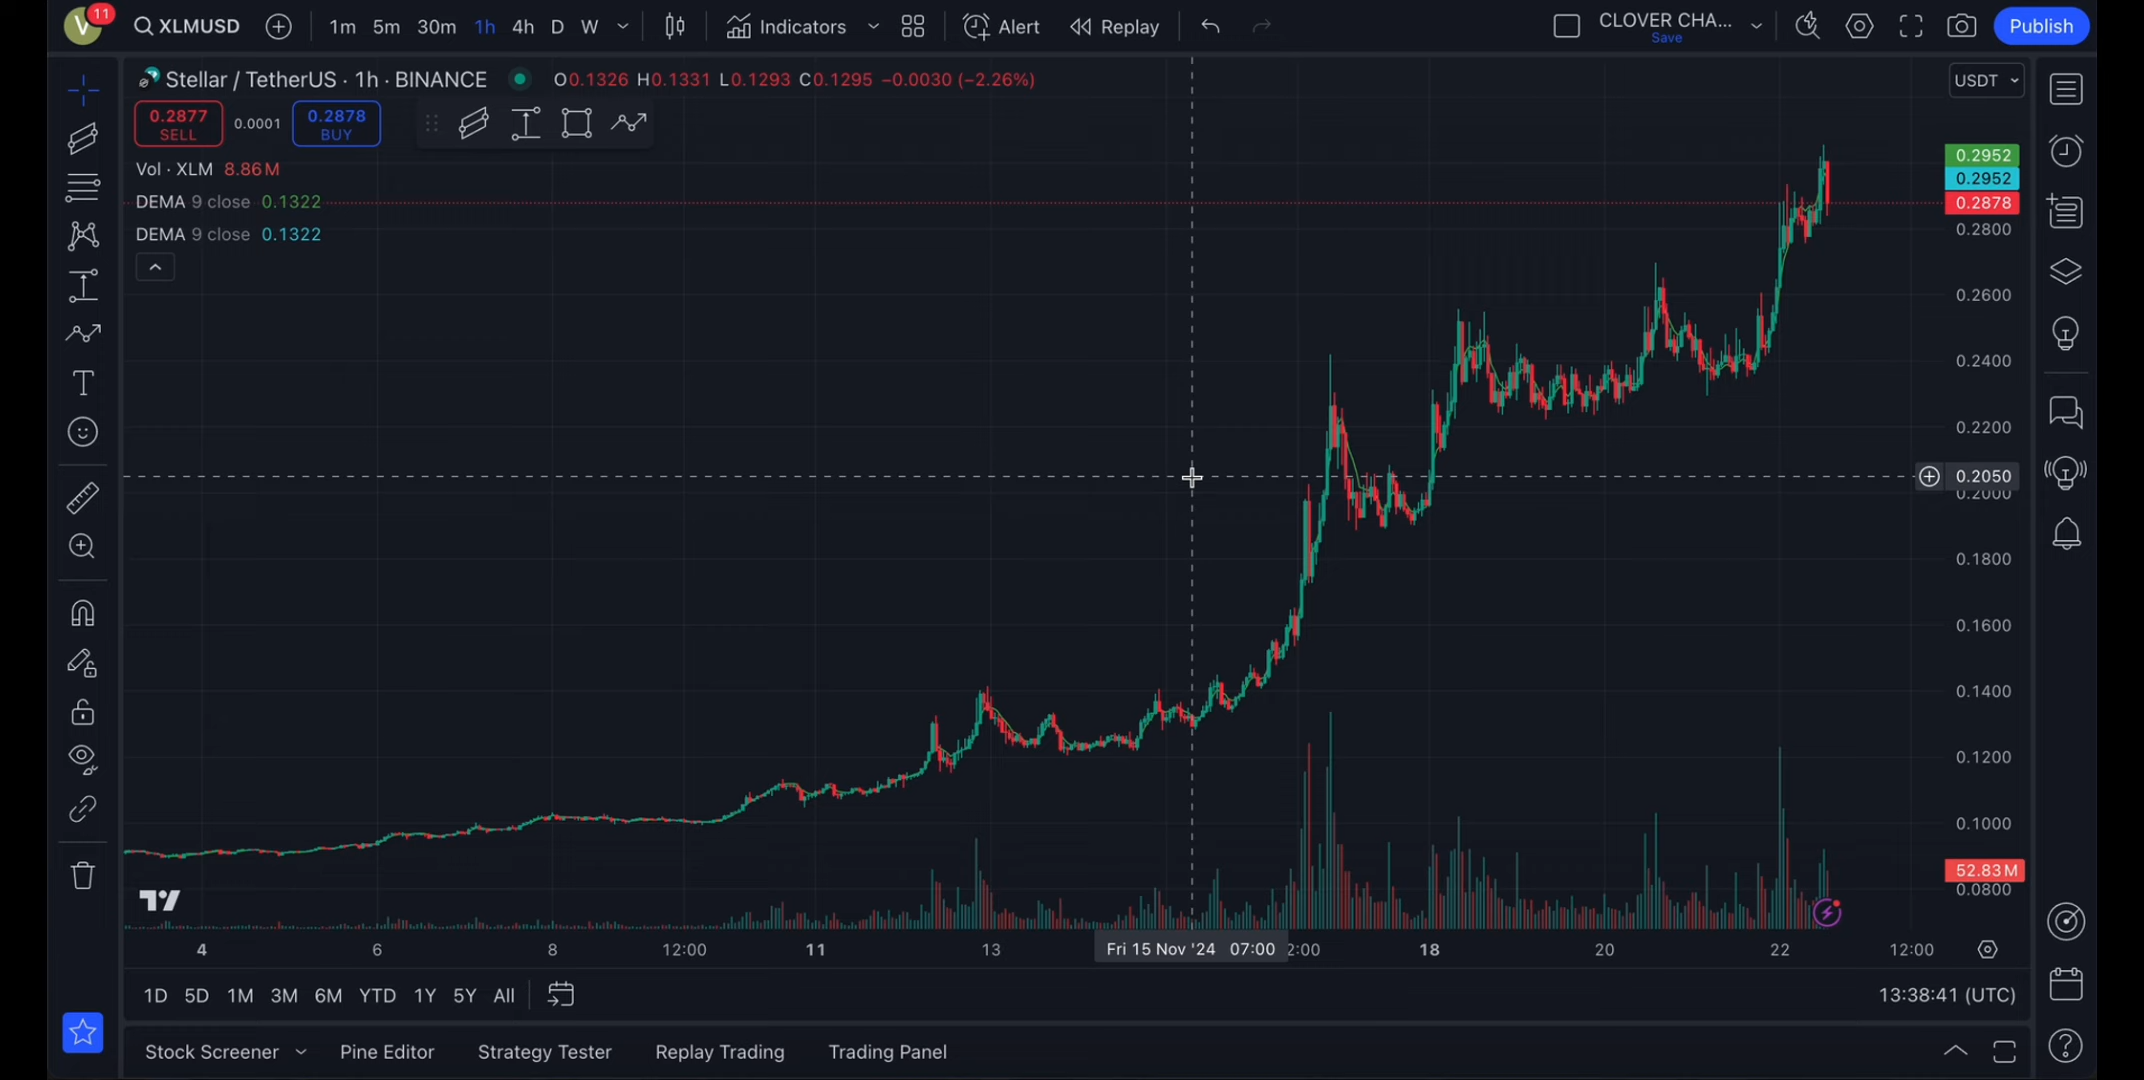 V 11 XLMUSD 1m 5m 30m 1h 4h D W Indicators Alert Replay CLOVER CHA... Save Publish
Stellar / TetherUS · 1h · BINANCE O0.1326 H0.1331 L0.1293 C0.1295 −0.0030 (−2.26%) USDT
0.2877 SELL 0.0001 0.2878 BUY
Vol · XLM 8.86 M
DEMA 9 close 0.1322
DEMA 9 close 0.1322
0.2952
0.2952
0.2878
0.2800
0.2600
0.2400
0.2200
0.2050
0.2000
0.1800
0.1600
0.1400
0.1200
0.1000
52.83 M
0.0800
4 6 8 12:00 11 13 Fri 15 Nov '24 07:00 2:00 18 20 22 12:00
1D 5D 1M 3M 6M YTD 1Y 5Y All 13:38:41 (UTC)
Stock Screener Pine Editor Strategy Tester Replay Trading Trading Panel